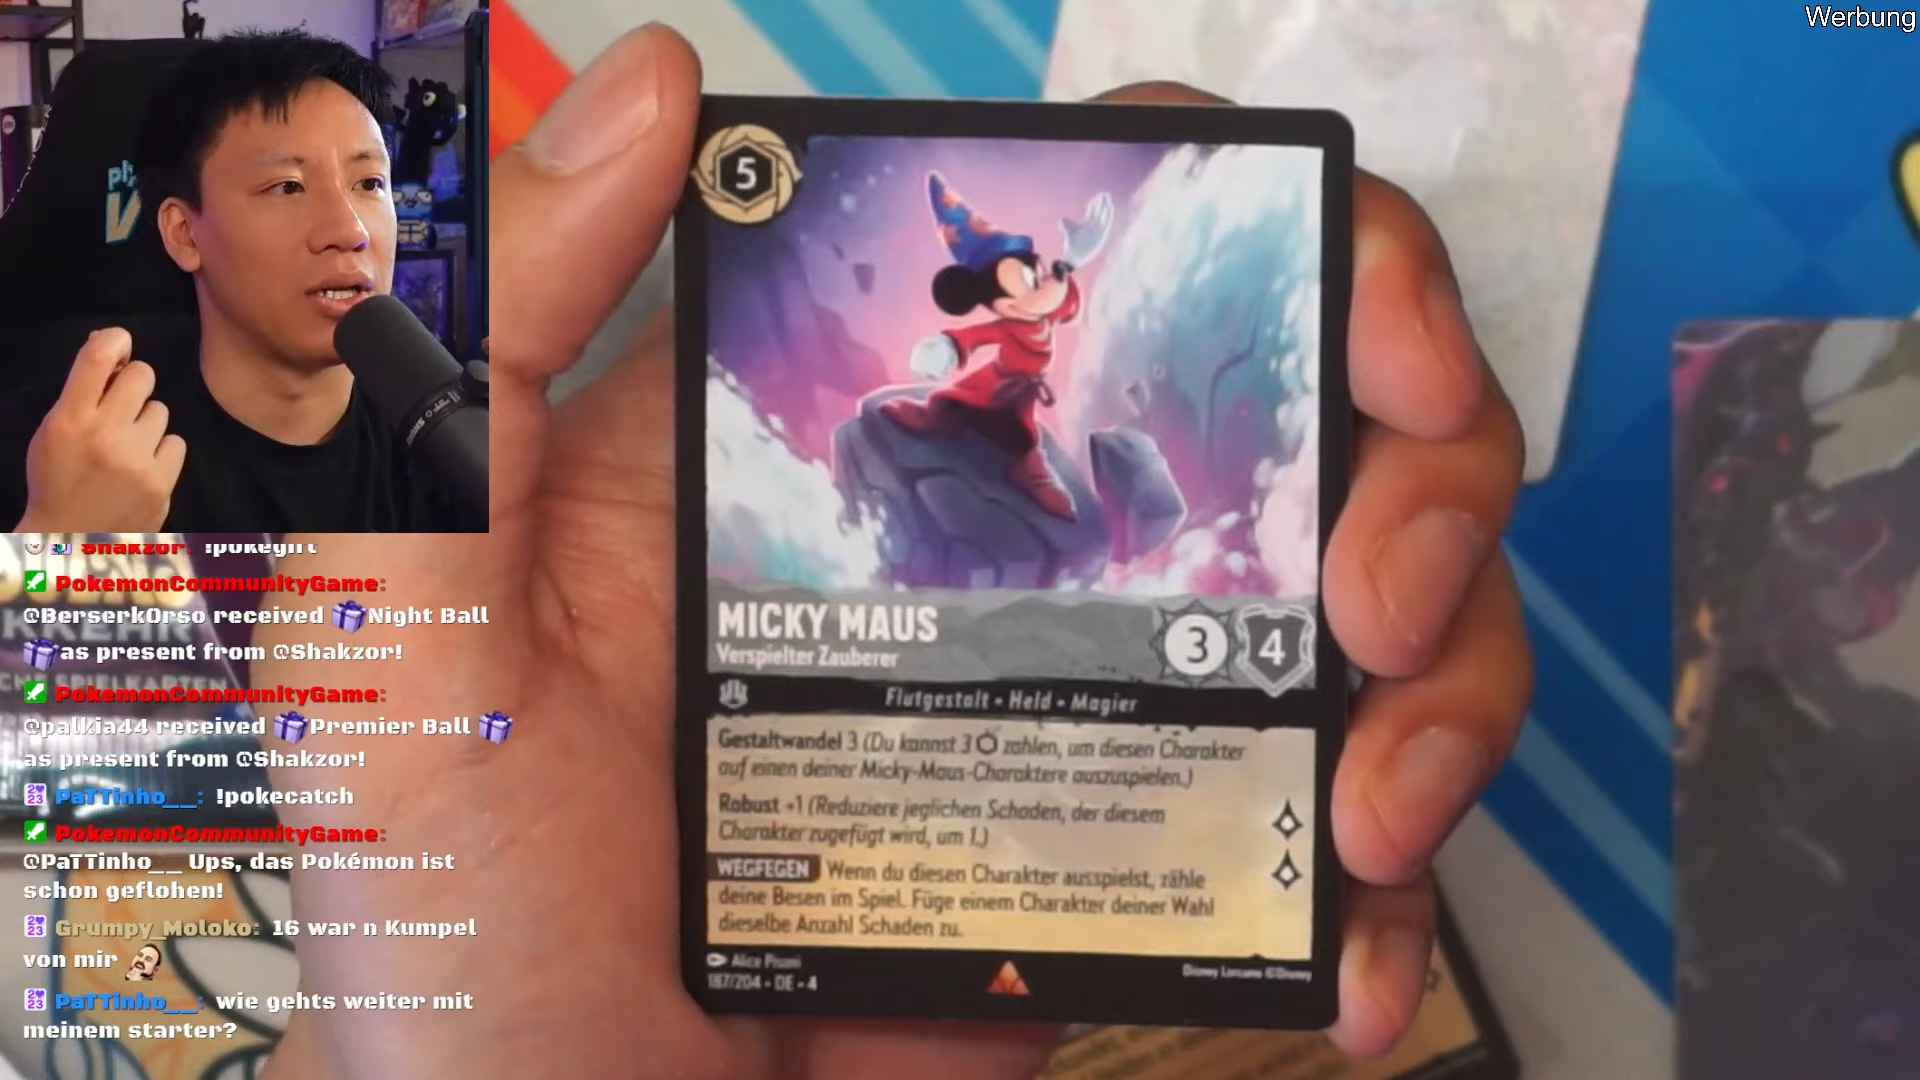 Werbung
5
MICKY MAUS
Verspielter Zauberer
3
4
Flutgestalt • Held • Magier
Gestaltwandel 3 (Du kannst 3 zahlen, um diesen Charakter
auf einen deiner Micky-Maus-Charaktere auszuspielen.)
Robust +1 (Reduziere jeglichen Schaden, der diesem
Charakter zugefügt wird, um 1.)
WEGFEGEN Wenn du diesen Charakter ausspielst, zähle
deine Besen im Spiel. Füge einem Charakter deiner Wahl
dieselbe Anzahl Schaden zu.
Alice Pisoni
187/204 • DE • 4
Disney Lorcana ©Disney
Shakzor: !pokegift
PokemonCommunityGame:
@BerserkOrso received Night Ball
as present from @Shakzor!
PokemonCommunityGame:
@palkia44 received Premier Ball
as present from @Shakzor!
PaTTinho__: !pokecatch
PokemonCommunityGame:
@PaTTinho__ Ups, das Pokémon ist
schon geflohen!
Grumpy_Moloko: 16 war n Kumpel
von mir
PaTTinho__: wie gehts weiter mit
meinem starter?